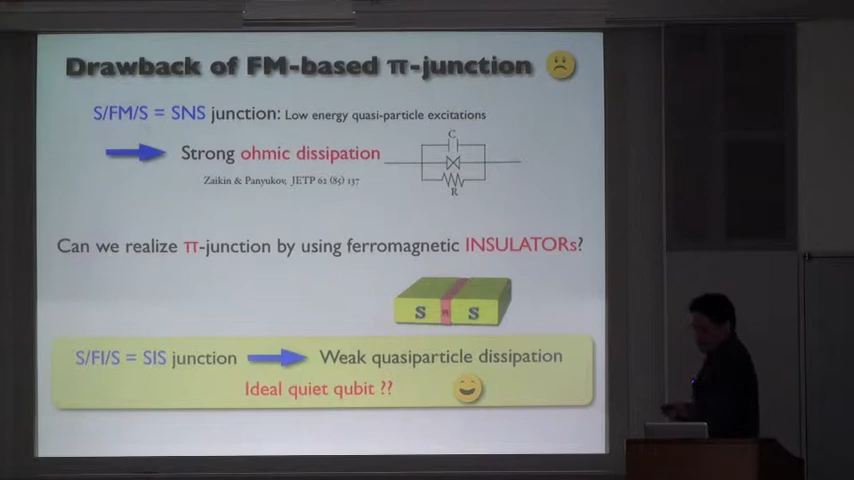 Drawback of FM-based π-junction
S/FM/S = SNS junction: Low energy quasi-particle excitations
C
Strong ohmic dissipation
Zaikin & Panyukov, JETP 62 (85) 137
R
Can we realize π-junction by using ferromagnetic INSULATORs?
S S
S/FI/S = SIS junction Weak quasiparticle dissipation
Ideal quiet qubit ??